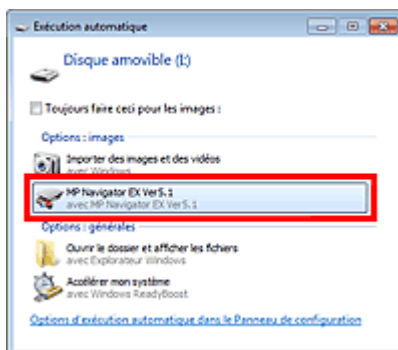 Exécution automatique
Disque amovible (I:)
Toujours faire ceci pour les images :
Options : images
Importer des images et des vidéos
avec Windows
MP Navigator EX Ver5.1
avec MP Navigator EX Ver5.1
Options : générales
Ouvrir le dossier et afficher les fichiers
avec Explorateur Windows
Accélérer mon système
avec Windows ReadyBoost
Options d'exécution automatique dans le Panneau de configuration